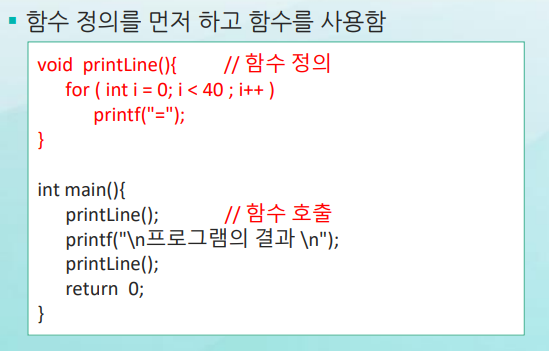 ▪ 함수 정의를 먼저 하고 함수를 사용함
void printLine(){ // 함수 정의
for ( int i = 0; i < 40 ; i++ )
printf("=");
}
int main(){
printLine(); // 함수 호출
printf("\n프로그램의 결과 \n");
printLine();
return 0;
}